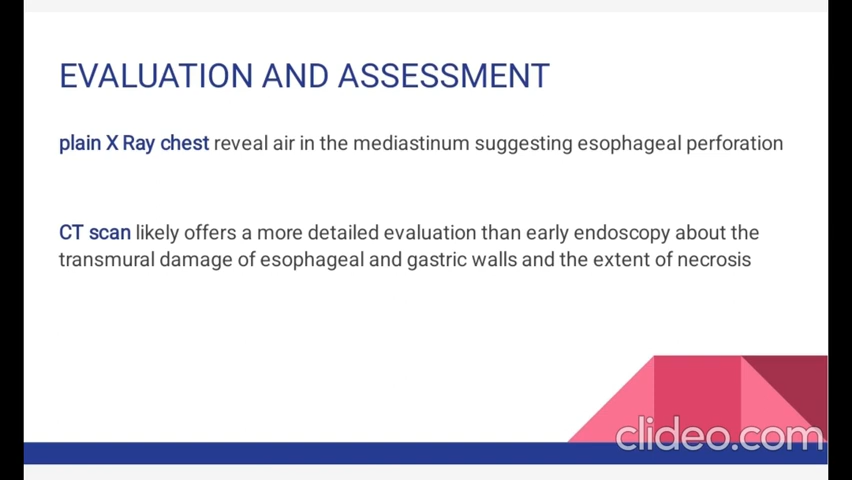 EVALUATION AND ASSESSMENT
plain X Ray chest reveal air in the mediastinum suggesting esophageal perforation
CT scan likely offers a more detailed evaluation than early endoscopy about the
transmural damage of esophageal and gastric walls and the extent of necrosis
clideo.com